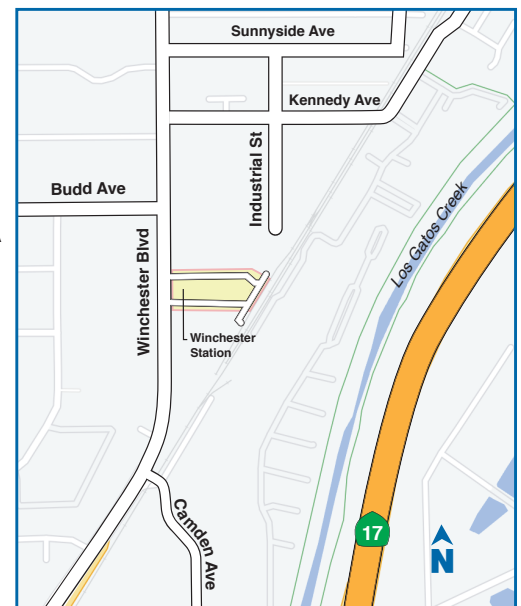 Sunnyside Ave
Kennedy Ave
Industrial St
Budd Ave
Los Gatos Creek
Winchester Blvd
Winchester
Station
Camden Ave
17
N